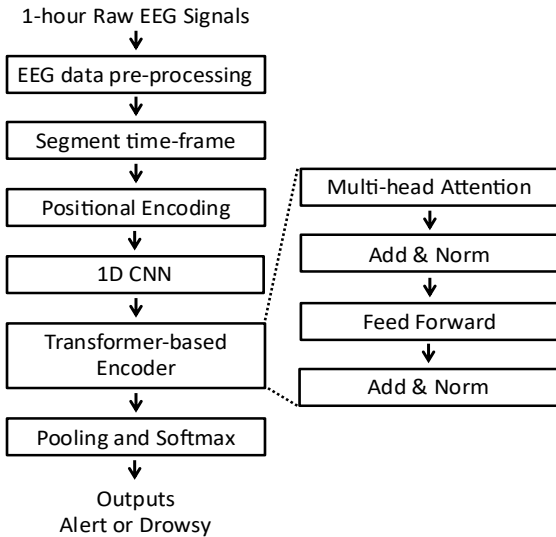 1-hour Raw EEG Signals
EEG data pre-processing
Segment time-frame
Positional Encoding
1D CNN
Transformer-based
Encoder
Pooling and Softmax
Outputs
Alert or Drowsy
Multi-head Attention
Add & Norm
Feed Forward
Add & Norm